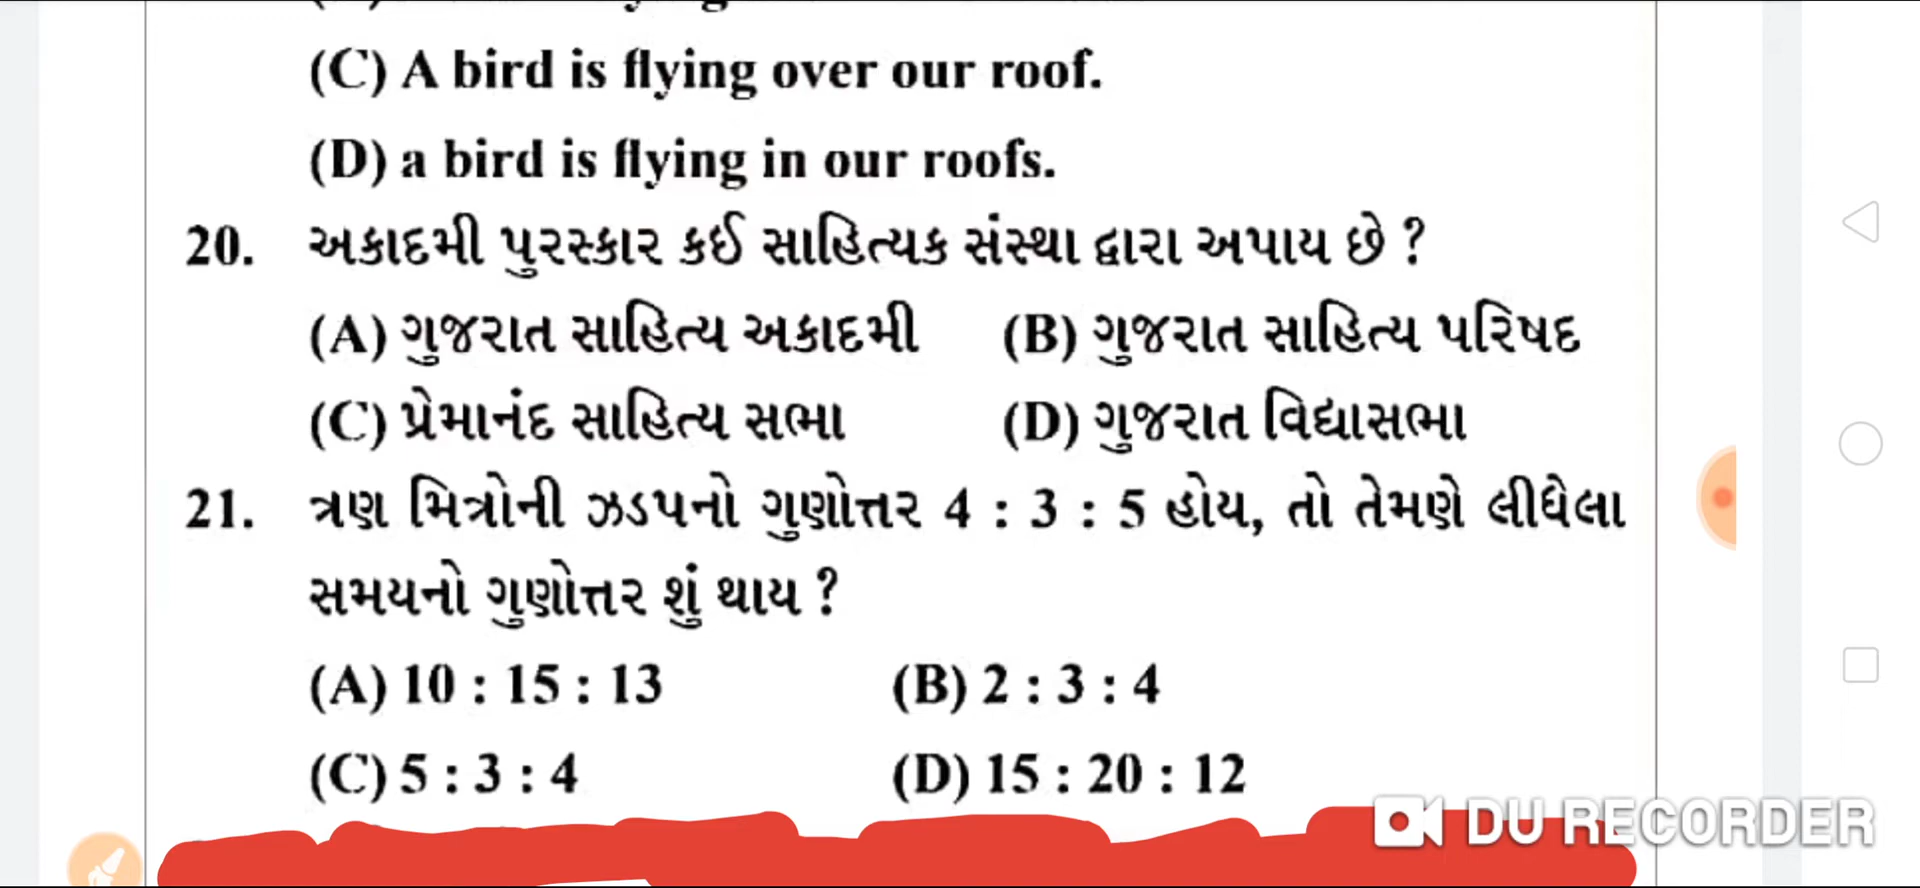 (C) A bird is flying over our roof.
(D) a bird is flying in our roofs.
20. અકાદમી પુરસ્કાર કઈ સાહિત્યક સંસ્થા દ્વારા અપાય છે ?
(A) ગુજરાત સાહિત્ય અકાદમી (B) ગુજરાત સાહિત્ય પરિષદ
(C) પ્રેમાનંદ સાહિત્ય સભા (D) ગુજરાત વિદ્યાસભા
21. ત્રણ મિત્રોની ઝડપનો ગુણોત્તર 4 : 3 : 5 હોય, તો તેમણે લીધેલા
સમયનો ગુણોત્તર શું થાય ?
(A) 10 : 15 : 13 (B) 2 : 3 : 4
(C) 5 : 3 : 4 (D) 15 : 20 : 12
DU RECORDER